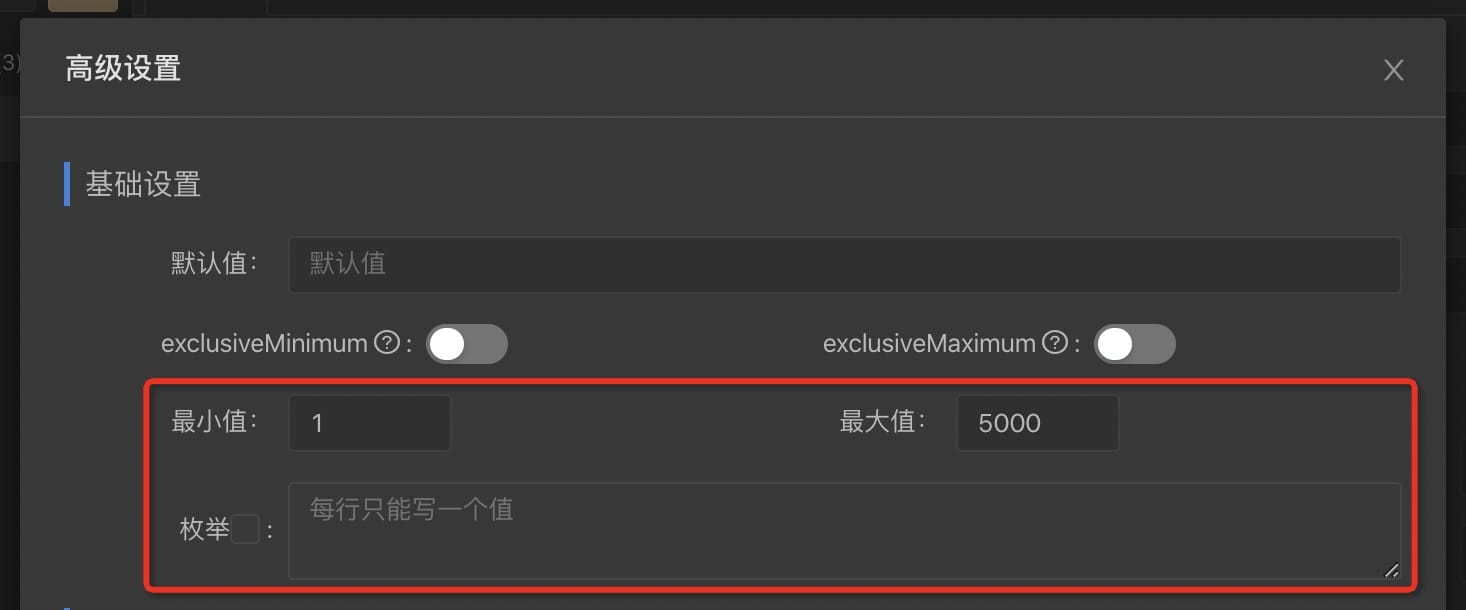 (3)
高级设置
基础设置
默认值: 默认值
exclusiveMinimum ? : exclusiveMaximum ? :
最小值: 1 最大值: 5000
枚举 : 每行只能写一个值